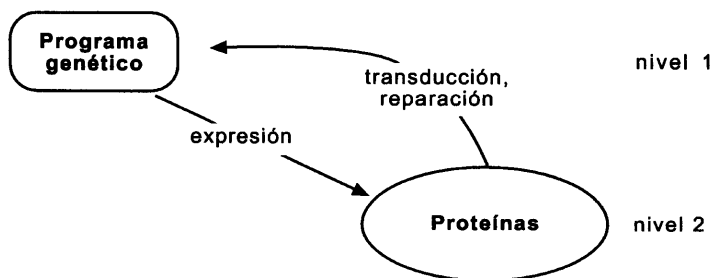 Programa
genético
nivel 1
transducción,
reparación
expresión
Proteínas
nivel 2